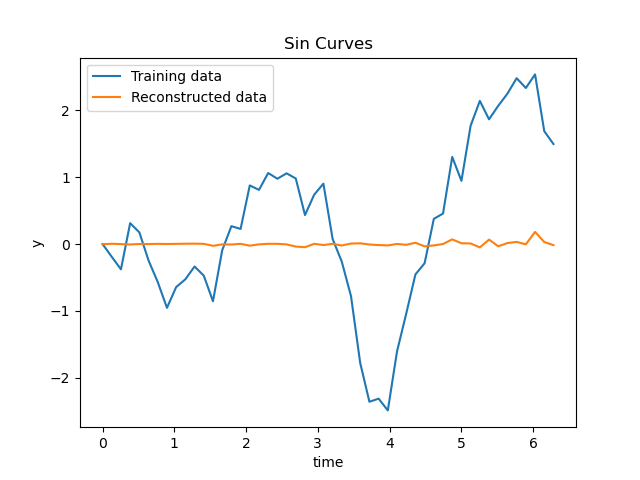 Sin Curves
Training data
Reconstructed data
y
2
1
0
−1
−2
0 1 2 3 4 5 6
time